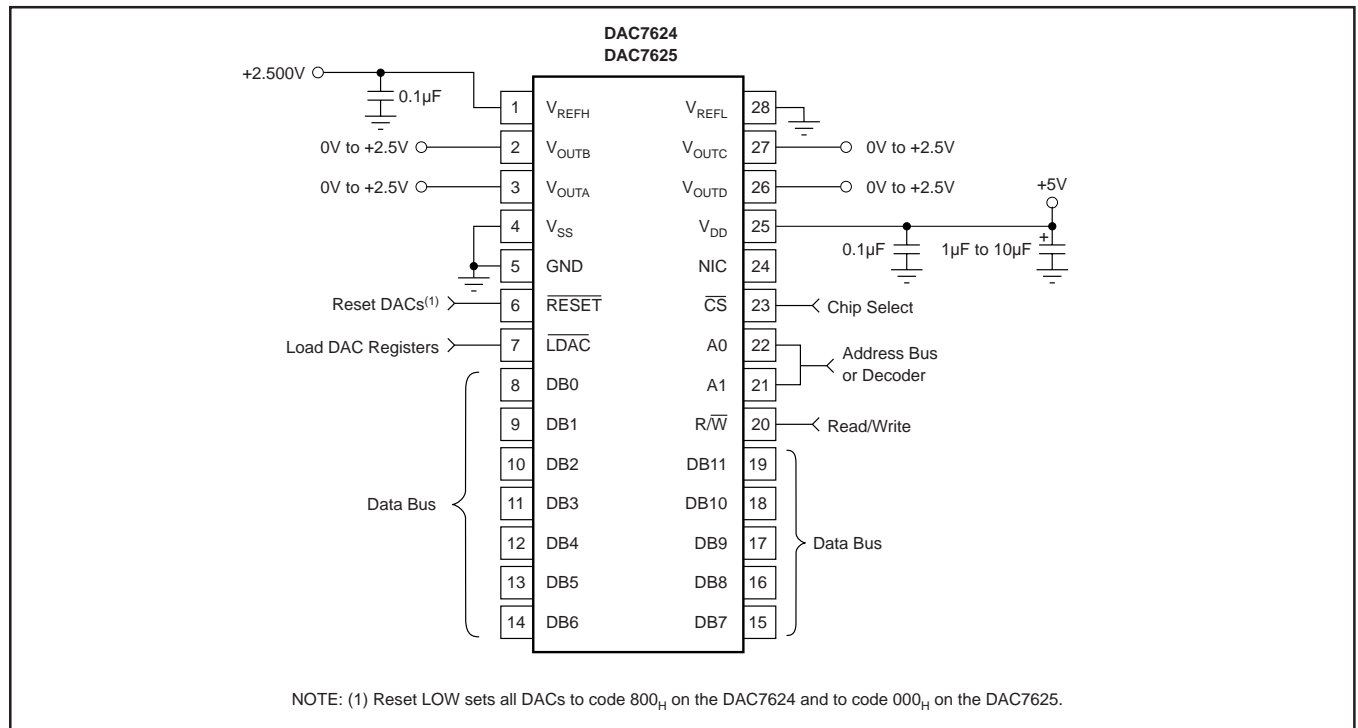 DAC7624
DAC7625
+2.500V
0.1µF
1 VREFH VREFL 28
0V to +2.5V 2 VOUTB VOUTC 27 0V to +2.5V
0V to +2.5V 3 VOUTA VOUTD 26 0V to +2.5V
+5V
4 VSS VDD 25
0.1µF 1µF to 10µF +
5 GND NIC 24
Reset DACs(1) 6 RESET CS 23 Chip Select
Load DAC Registers 7 LDAC A0 22
Address Bus
or Decoder
8 DB0 A1 21
9 DB1 R/W 20 Read/Write
10 DB2 DB11 19
Data Bus 11 DB3 DB10 18
12 DB4 DB9 17 Data Bus
13 DB5 DB8 16
14 DB6 DB7 15
NOTE: (1) Reset LOW sets all DACs to code 800H on the DAC7624 and to code 000H on the DAC7625.